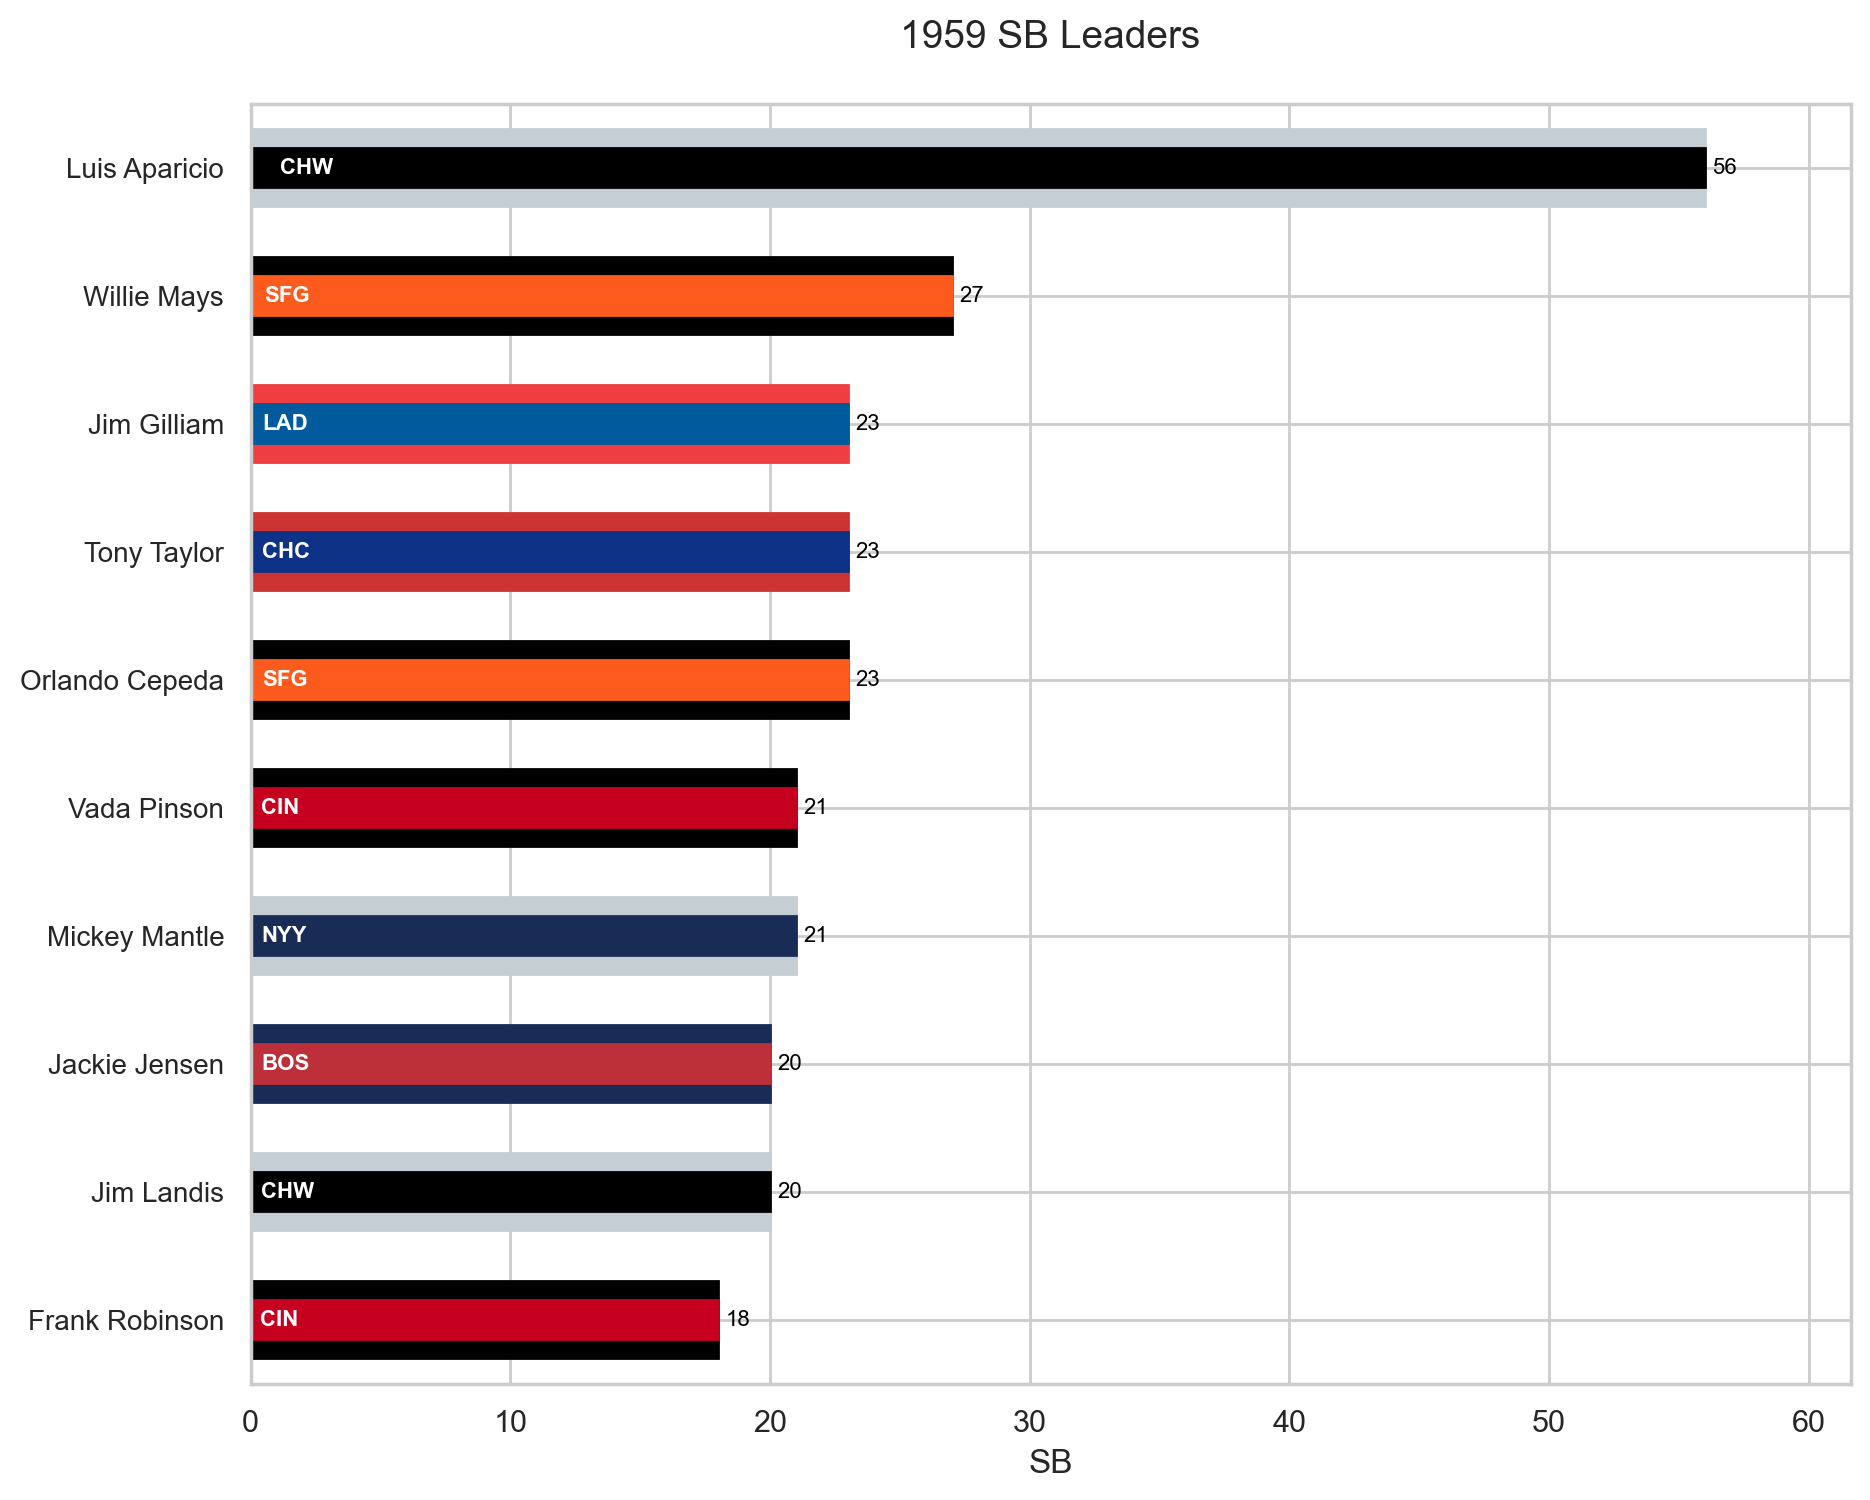 1959 SB Leaders
Luis Aparicio CHW 56
Willie Mays SFG 27
Jim Gilliam LAD 23
Tony Taylor CHC 23
Orlando Cepeda SFG 23
Vada Pinson CIN 21
Mickey Mantle NYY 21
Jackie Jensen BOS 20
Jim Landis CHW 20
Frank Robinson CIN 18
0 10 20 30 40 50 60
SB